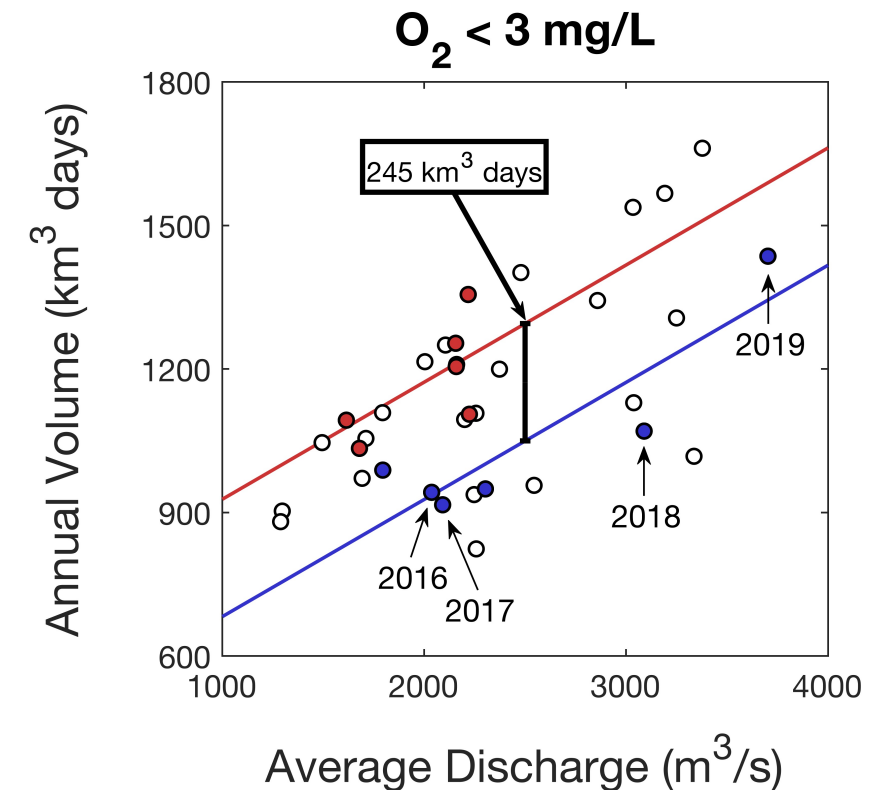 O₂ < 3 mg/L
Annual Volume (km³ days)
1800
1500
1200
900
600
245 km³ days
2019
2018
2016
2017
1000 2000 3000 4000
Average Discharge (m³/s)